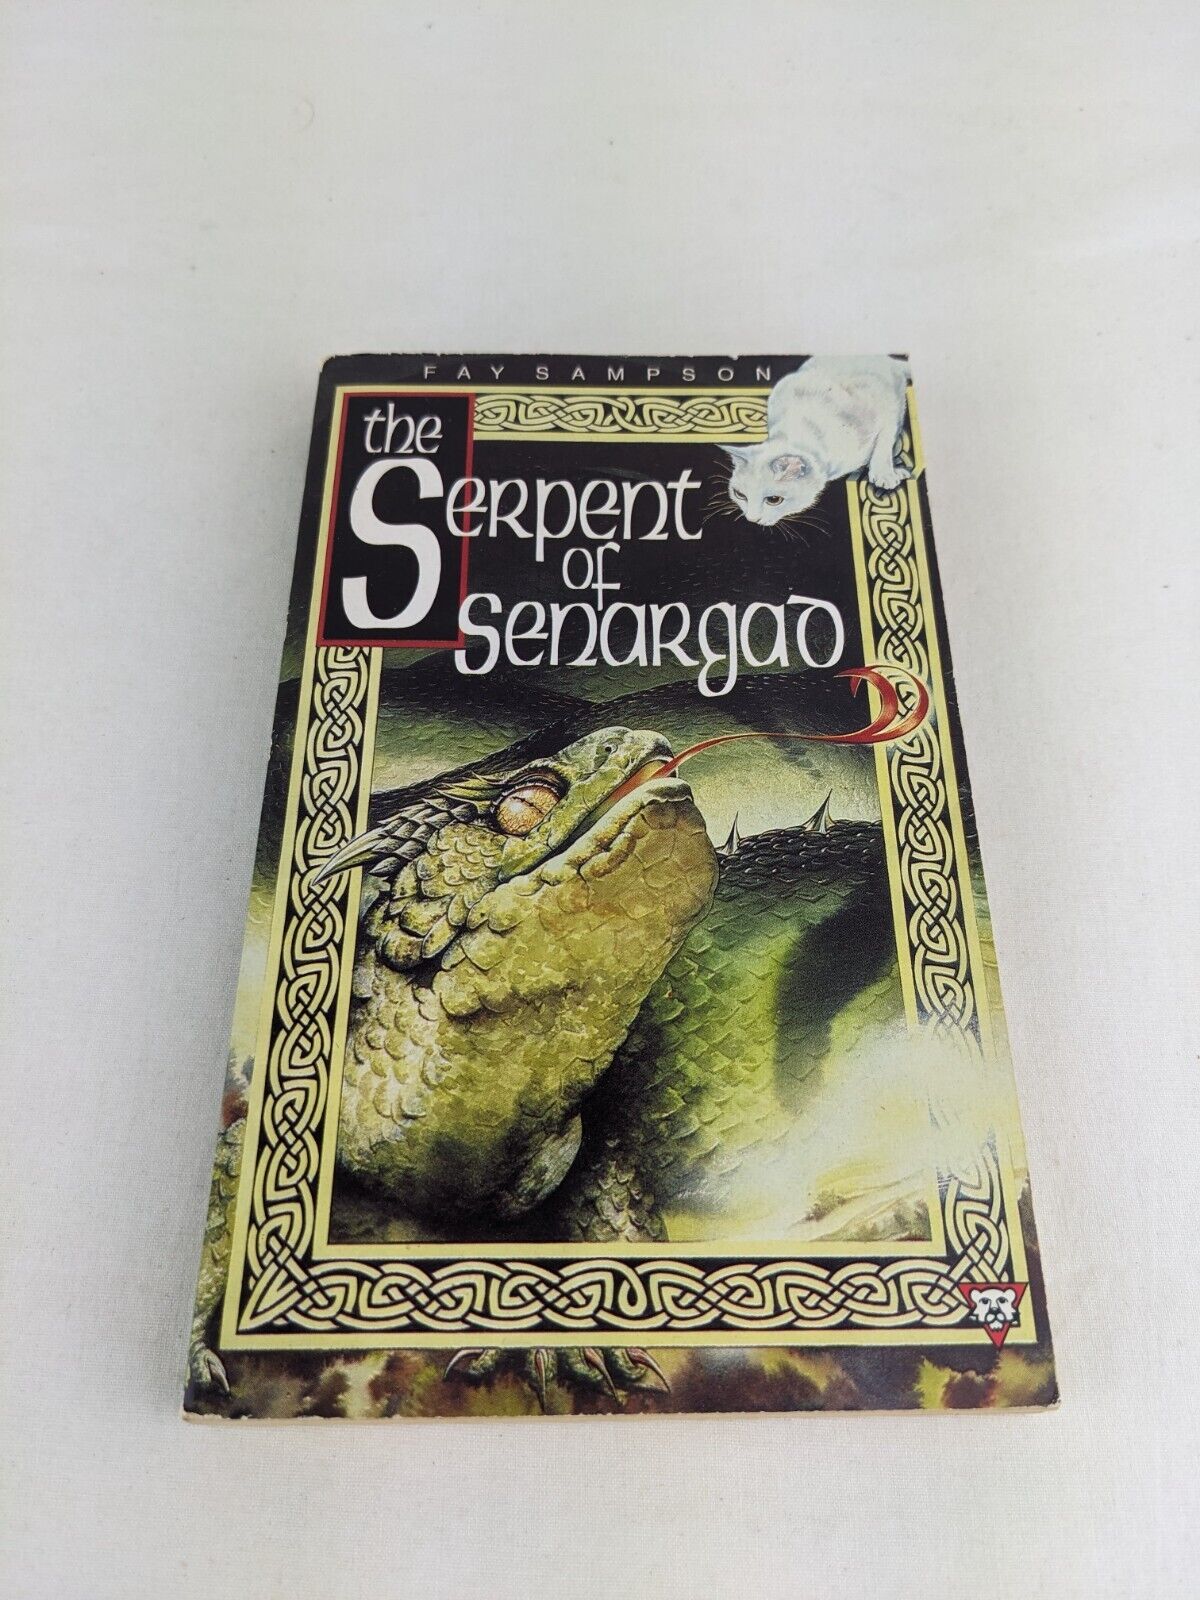 FAY SAMPSON
the
Serpent
of
Senargad